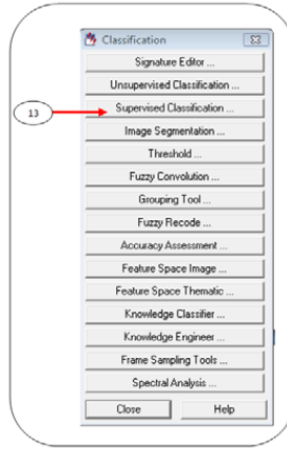 Classification
Signature Editor ...
Unsupervised Classification ...
13
Supervised Classification ...
Image Segmentation ...
Threshold ...
Fuzzy Convolution ...
Grouping Tool ...
Fuzzy Recode ...
Accuracy Assessment ...
Feature Space Image ...
Feature Space Thematic ...
Knowledge Classifier ...
Knowledge Engineer ...
Frame Sampling Tools ...
Spectral Analysis ...
Close Help